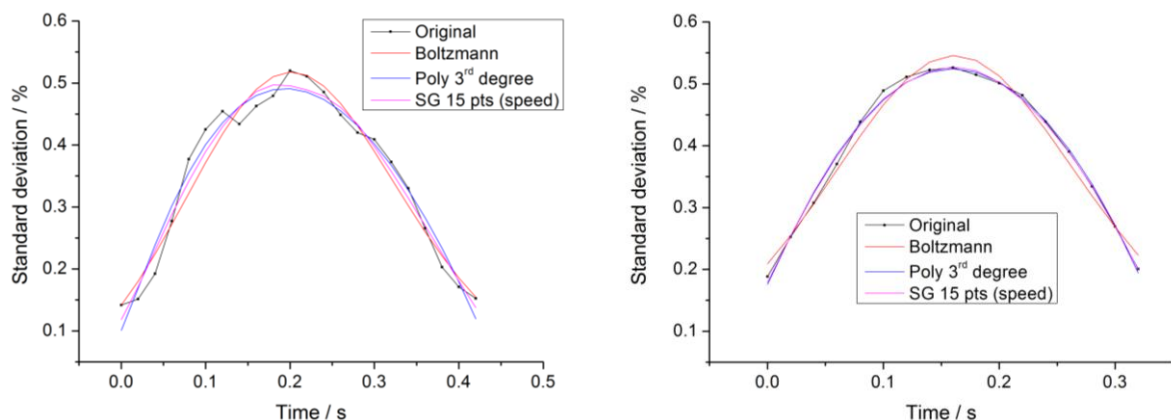 0.6
0.5
0.4
0.3
0.2
0.1
Standard deviation / %
Original
Boltzmann
Poly 3rd degree
SG 15 pts (speed)
0.0 0.1 0.2 0.3 0.4 0.5
Time / s
0.6
0.5
0.4
0.3
0.2
0.1
Standard deviation / %
Original
Boltzmann
Poly 3rd degree
SG 15 pts (speed)
0.0 0.1 0.2 0.3
Time / s